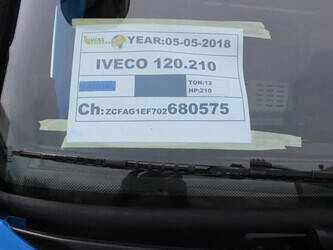 YEAR:05-05-2018
IVECO 120.210
TON:12
HP:210
Ch:ZCFAG1EF702680575